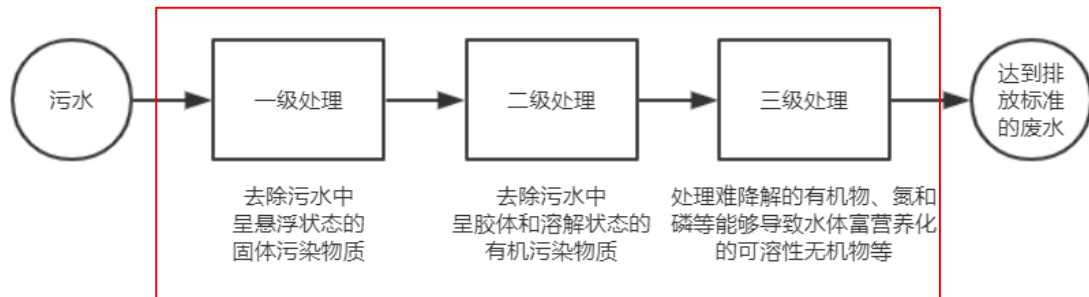 污水
一级处理
二级处理
三级处理
达到排
放标准
的废水
去除污水中
呈悬浮状态的
固体污染物质
去除污水中
呈胶体和溶解状态的
有机污染物质
处理难降解的有机物、氮和
磷等能够导致水体富营养化
的可溶性无机物等